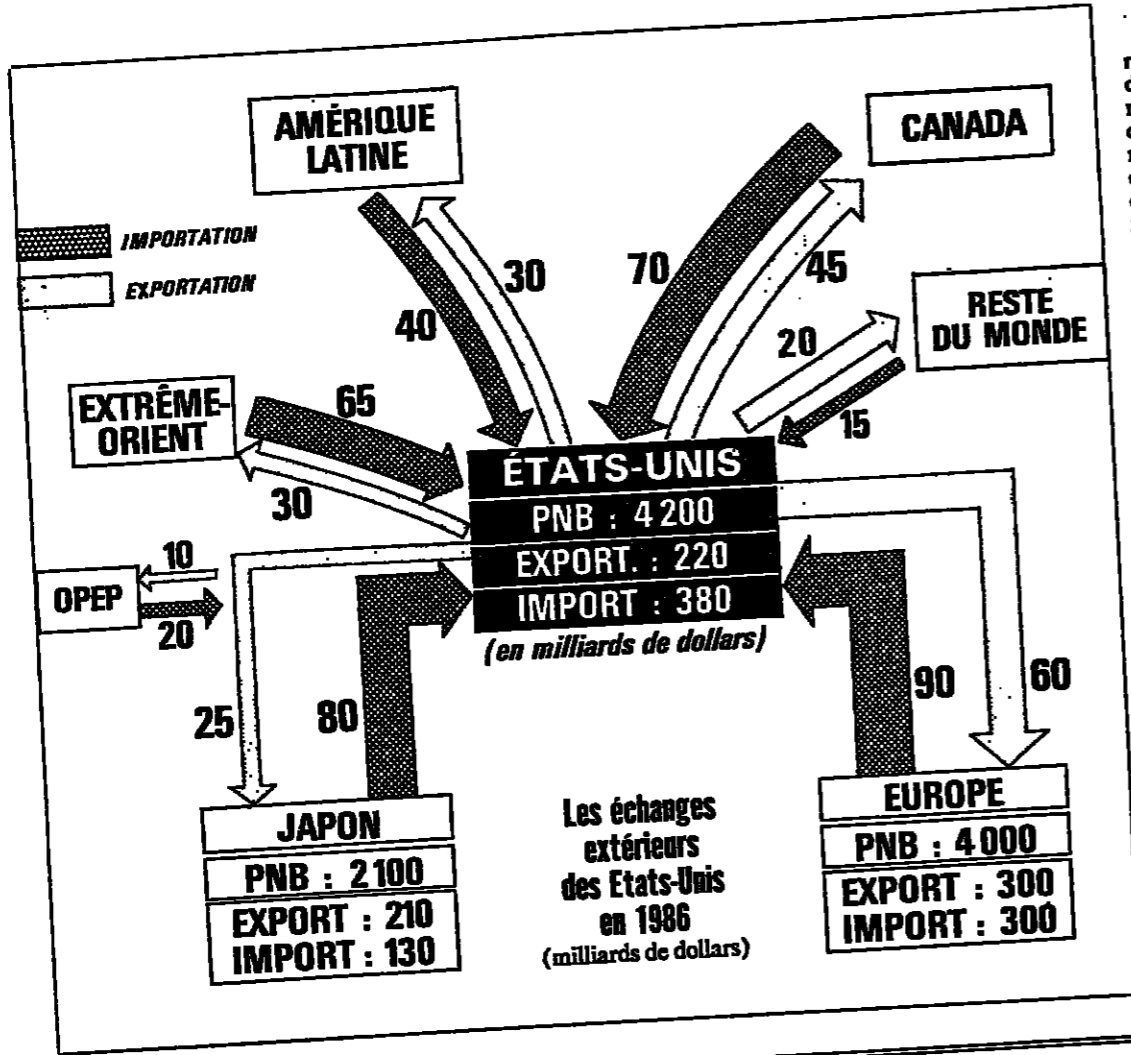 AMÉRIQUE
LATINE
CANADA
IMPORTATION
EXPORTATION
30
40
70
45
RESTE
DU MONDE
20
15
EXTRÊME-
ORIENT
65
30
ÉTATS-UNIS
PNB : 4 200
EXPORT. : 220
IMPORT : 380
(en milliards de dollars)
OPEP
10
20
25
80
90
60
JAPON
PNB : 2 100
EXPORT : 210
IMPORT : 130
Les échanges
extérieurs
des Etats-Unis
en 1986
(milliards de dollars)
EUROPE
PNB : 4 000
EXPORT : 300
IMPORT : 300